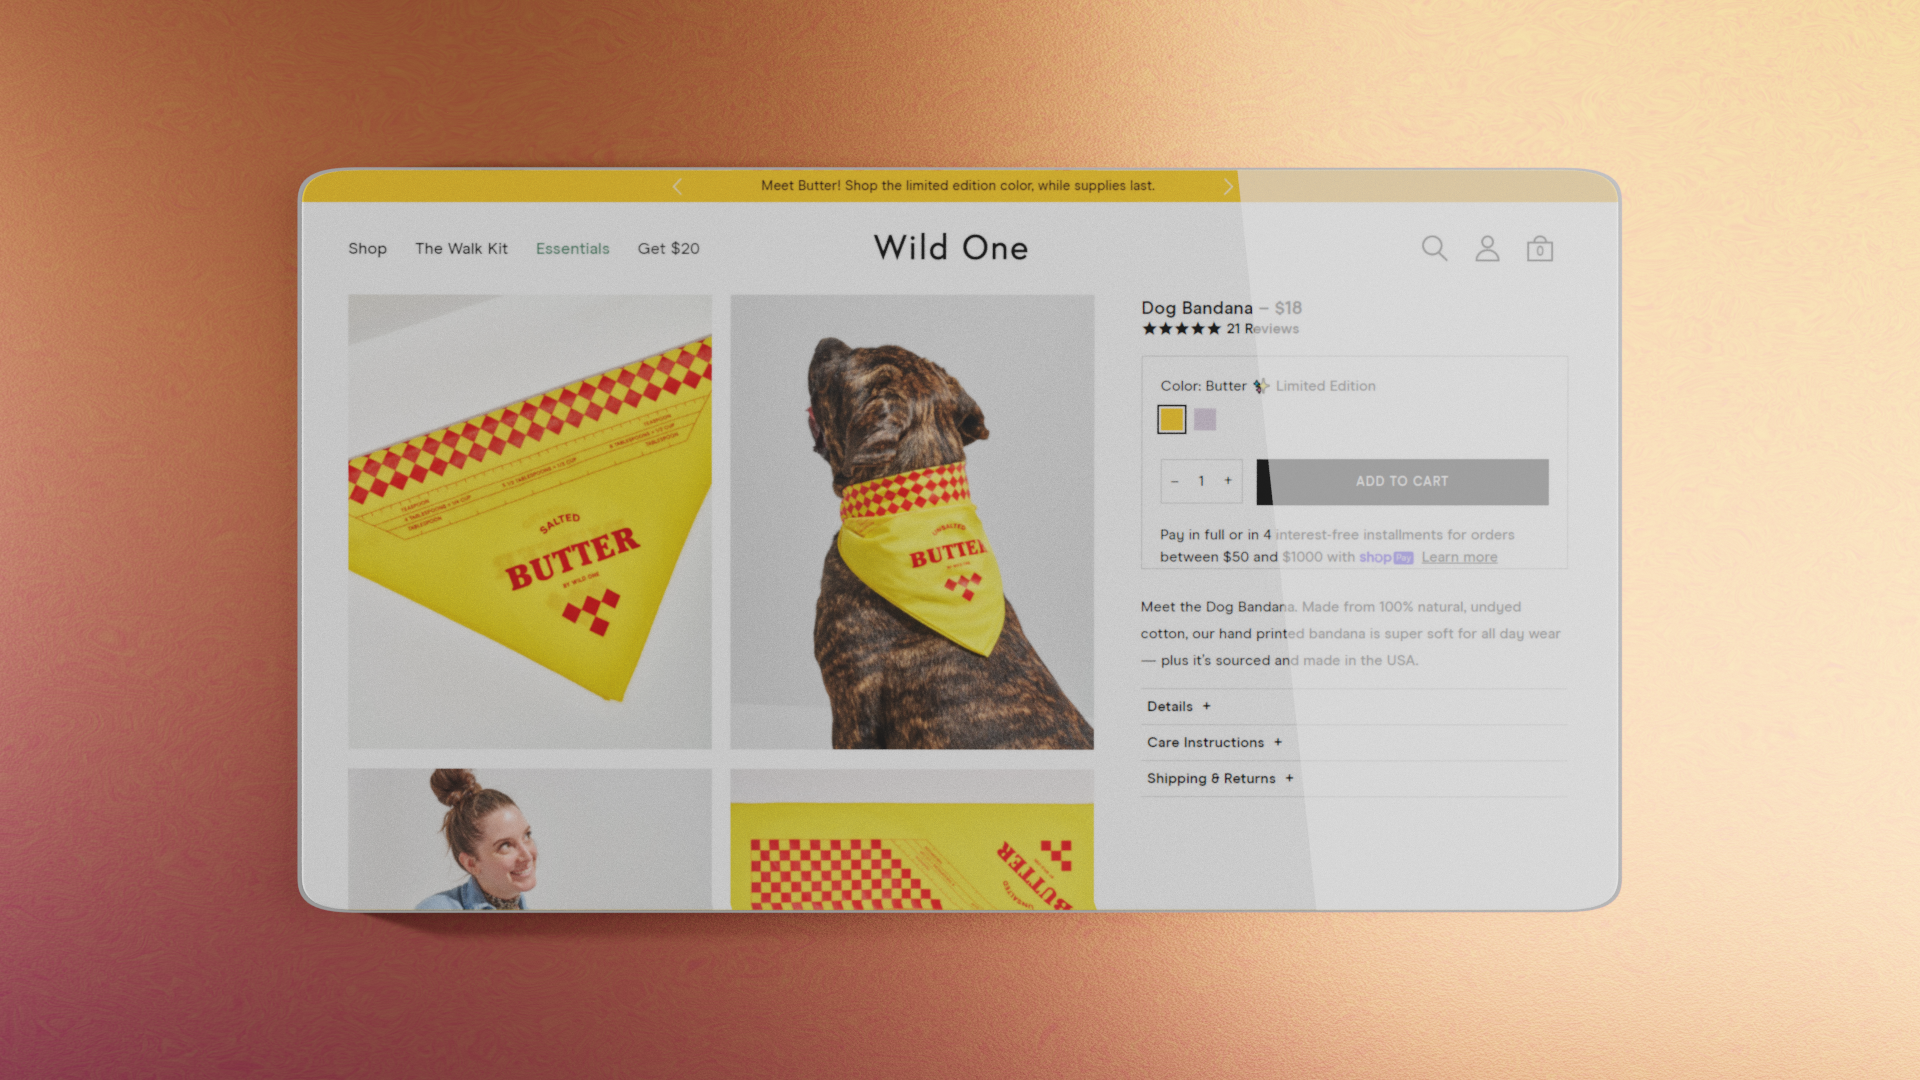 Meet Butter! Shop the limited edition color, while supplies last.
Shop The Walk Kit Essentials Get $20
Wild One
0
Dog Bandana – $18
21 Reviews
Color: Butter ✨ Limited Edition
– 1 +
ADD TO CART
Pay in full or in 4 interest-free installments for orders
between $50 and $1000 with shop Pay Learn more
Meet the Dog Bandana. Made from 100% natural, undyed
cotton, our hand printed bandana is super soft for all day wear
— plus it's sourced and made in the USA.
Details +
Care Instructions +
Shipping & Returns +
TEASPOON
TABLESPOON
SALTED
BUTTER
BY WILD ONE
UNSALTED
BUTTER
BUTTER
UNSALTED